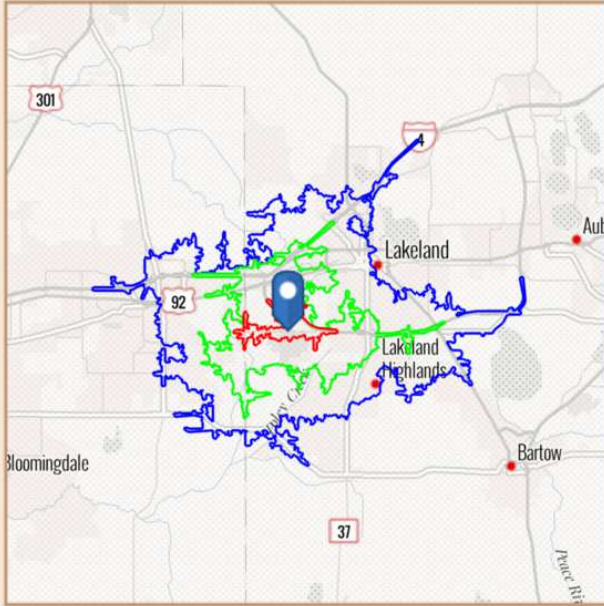 301
4
Lakeland
Aub
92
Lakeland
Highlands
Bloomingdale
Bartow
37
Peace Riv